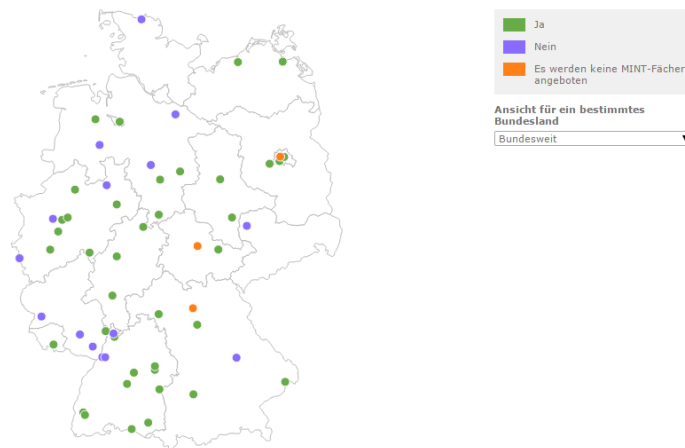 Ja
Nein
Es werden keine MINT-Fächer
angeboten
Ansicht für ein bestimmtes
Bundesland
Bundesweit